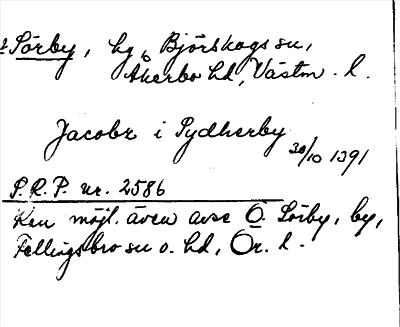 ? Sörby, hg, Björskogs sn,
Åkerbo hd, Västm. l.
Jacobr i Sydherby 30/10 1391
S.R.P. nr. 2586
Kan möjl. även avse Ö. Sörby, by,
Fellingsbro sn o. hd, Ör. l.